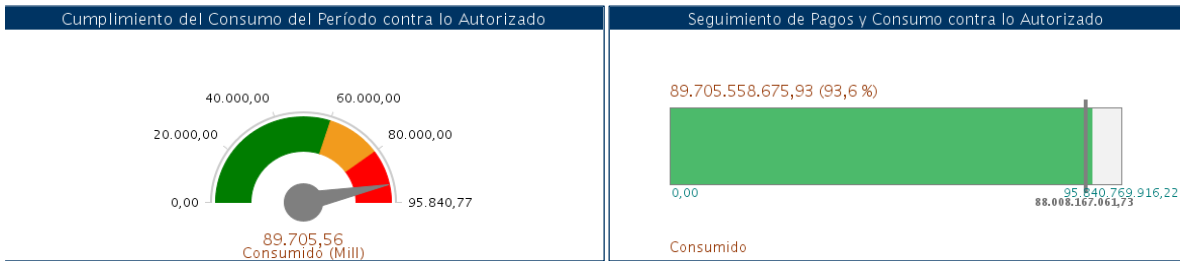 Cumplimiento del Consumo del Período contra lo Autorizado
40.000,00
60.000,00
20.000,00
80.000,00
0,00
95.840,77
89.705,56
Consumido (Mill)
Seguimiento de Pagos y Consumo contra lo Autorizado
89.705.558.675,93 (93,6 %)
0,00
95.840.769.916,22
88.008.167.061,73
Consumido